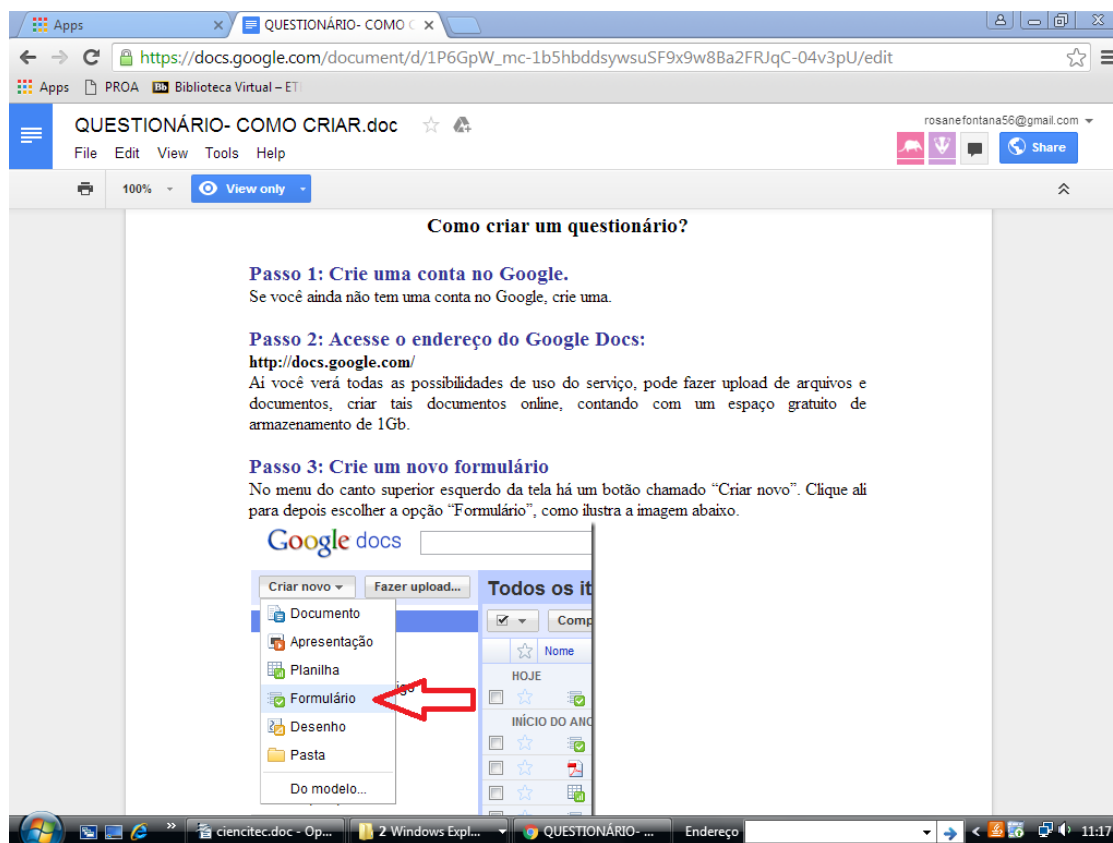 Apps
QUESTIONÁRIO- COMO C
https://docs.google.com/document/d/1P6GpW_mc-1b5hbddsywsuSF9x9w8Ba2FRJqC-04v3pU/edit
Apps PROA Bb Biblioteca Virtual – ET
QUESTIONÁRIO- COMO CRIAR.doc
rosanefontana56@gmail.com
File Edit View Tools Help
Share
100% View only
Como criar um questionário?
Passo 1: Crie uma conta no Google.
Se você ainda não tem uma conta no Google, crie uma.
Passo 2: Acesse o endereço do Google Docs:
http://docs.google.com/
Aí você verá todas as possibilidades de uso do serviço, pode fazer upload de arquivos e
documentos, criar tais documentos online, contando com um espaço gratuito de
armazenamento de 1Gb.
Passo 3: Crie um novo formulário
No menu do canto superior esquerdo da tela há um botão chamado “Criar novo”. Clique ali
para depois escolher a opção “Formulário”, como ilustra a imagem abaixo.
Google docs
Criar novo Fazer upload... Todos os it
Documento
Comp
Apresentação
Nome
Planilha
HOJE
igo
Formulário
INÍCIO DO ANO
Desenho
Pasta
Do modelo...
ciencitec.doc - Op... 2 Windows Expl... QUESTIONÁRIO- ... Endereço 11:17